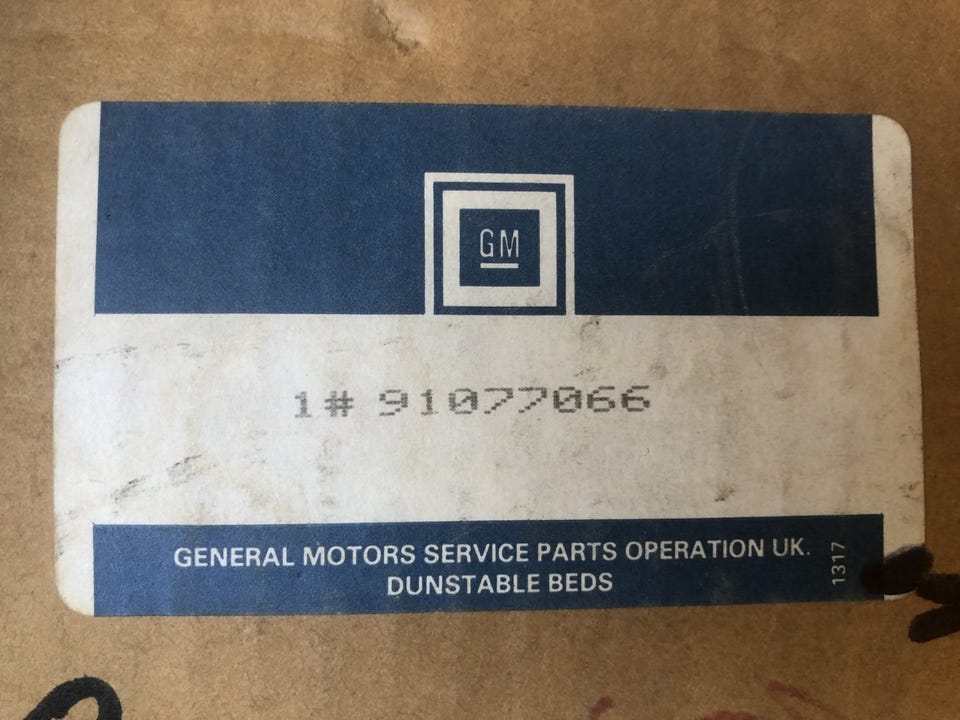 GM
1# 91077066
GENERAL MOTORS SERVICE PARTS OPERATION UK.
DUNSTABLE BEDS
1317